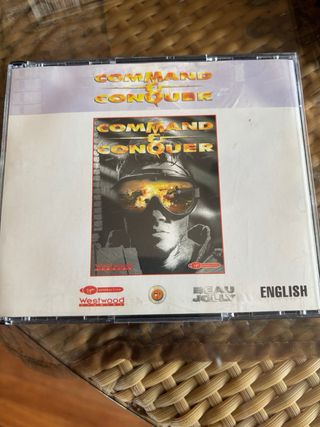 COMMAND
&
CONQUER
COMMAND
&
CONQUER
Westwood
BEAU
JOLLY
ENGLISH